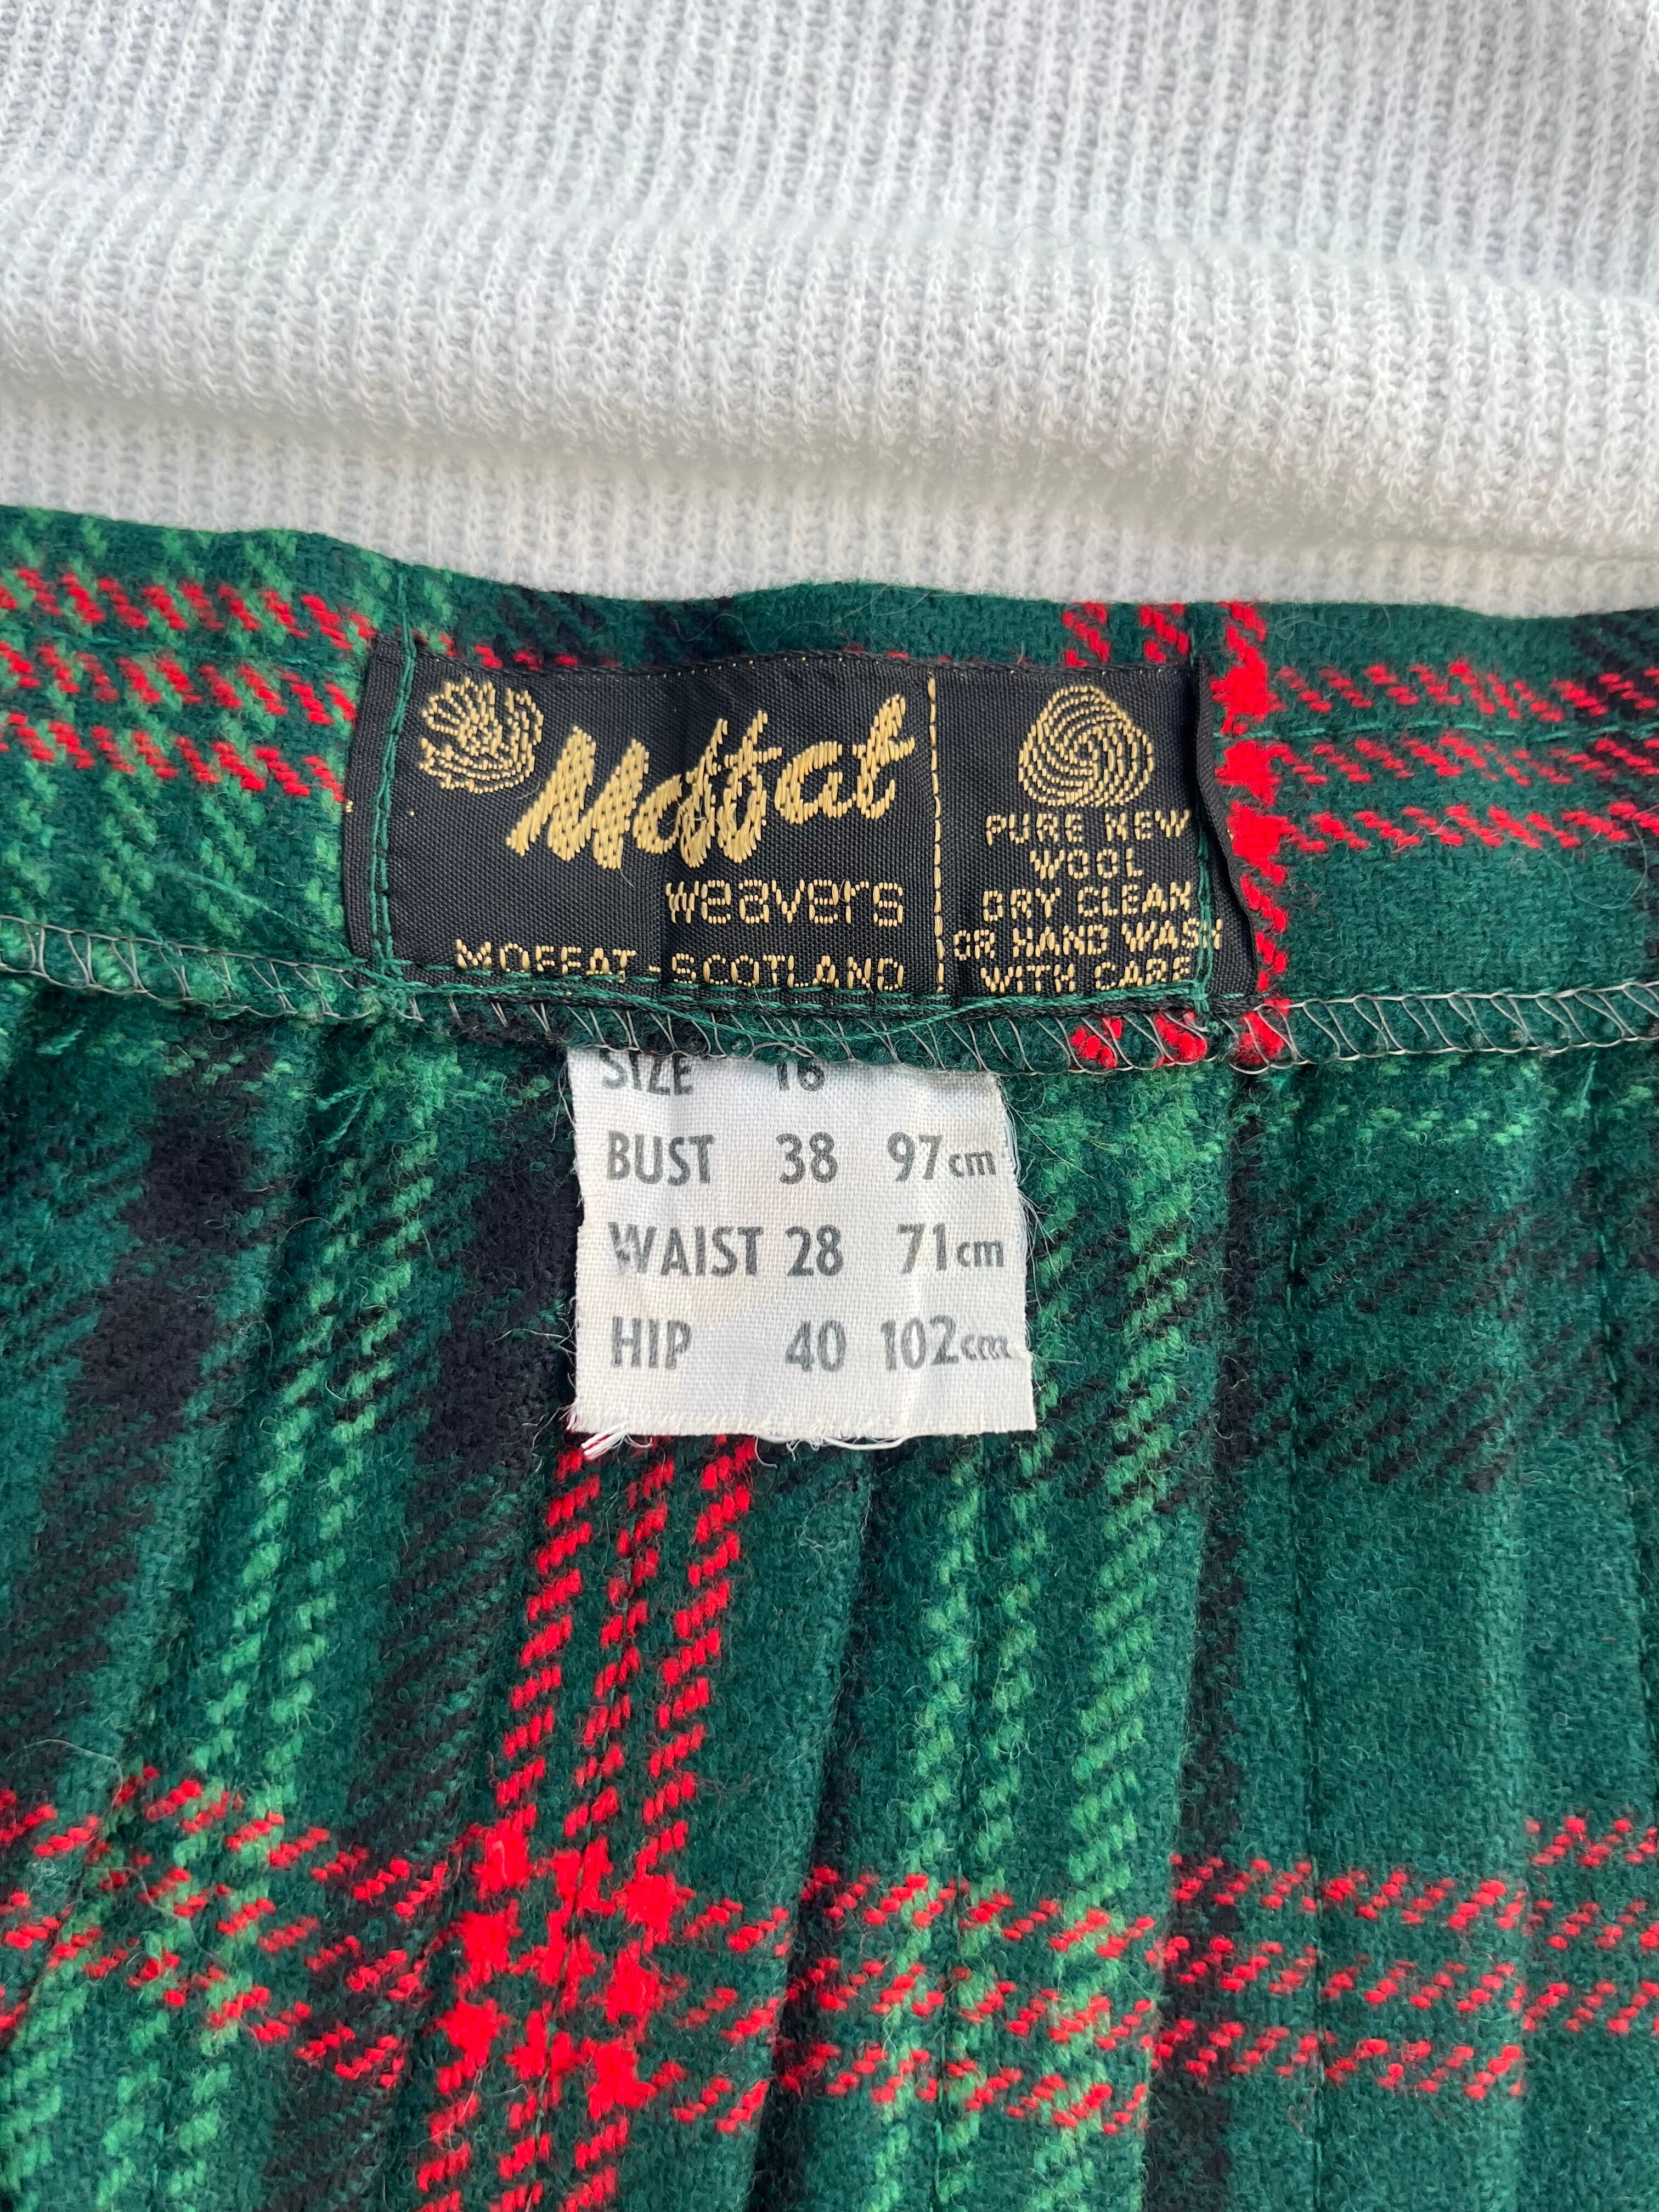 Moffat
weavers
MOFFAT - SCOTLAND
PURE NEW
WOOL
DRY CLEAN
OR HAND WASH
WITH CARE
SIZE 16
BUST 38 97cm
WAIST 28 71cm
HIP 40 102cm